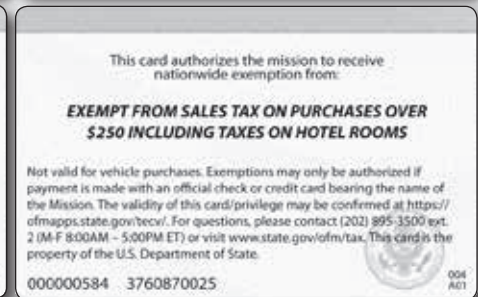 This card authorizes the mission to receive
nationwide exemption from:
EXEMPT FROM SALES TAX ON PURCHASES OVER
$250 INCLUDING TAXES ON HOTEL ROOMS
Not valid for vehicle purchases. Exemptions may only be authorized if
payment is made with an official check or credit card bearing the name of
the Mission. The validity of this card/privilege may be confirmed at https://
ofmapps.state.gov/tecv/. For questions, please contact (202) 895-3500 ext.
2 (M-F 8:00AM – 5:00PM ET) or visit www.state.gov/ofm/tax. This card is the
property of the U.S. Department of State.
000000584 3760870025
004
A01